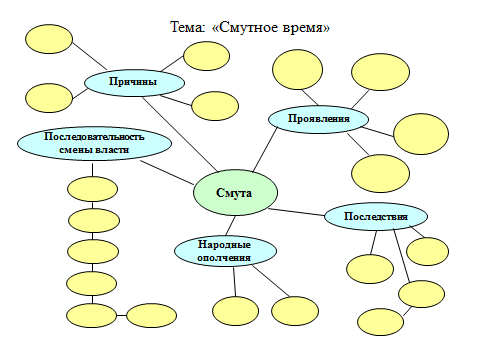 Тема: «Смутное время»
Причины
Проявления
Последовательность
смены власти
Смута
Последствия
Народные
ополчения